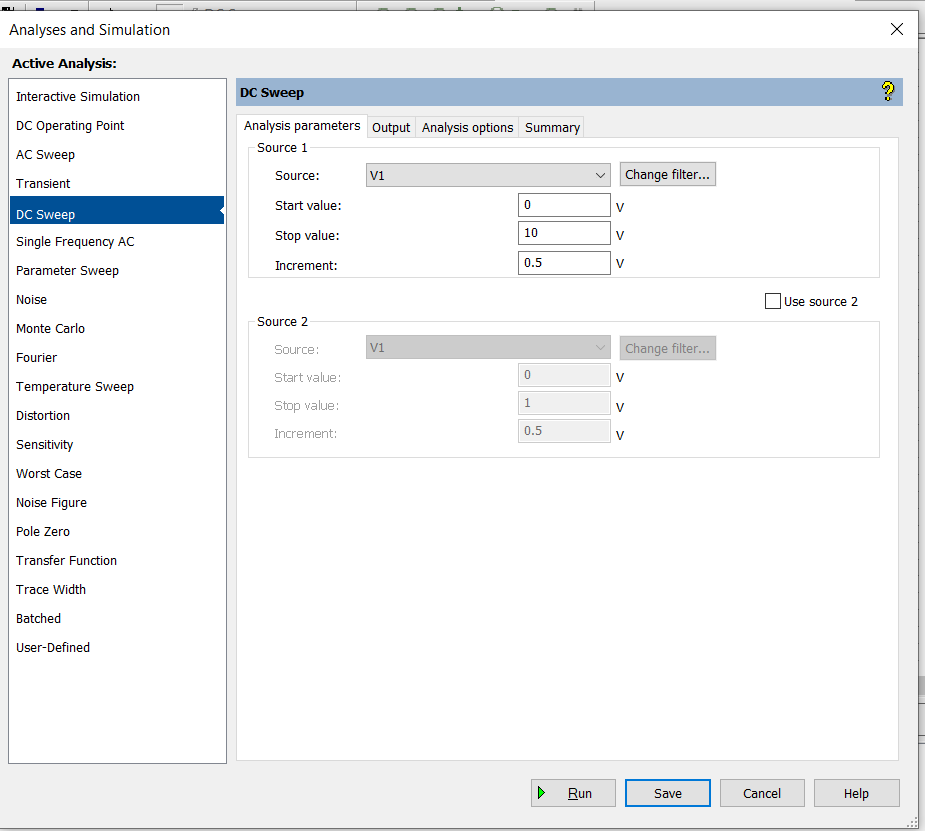 Analyses and Simulation
Active Analysis:
Interactive Simulation
DC Operating Point
AC Sweep
Transient
DC Sweep
Single Frequency AC
Parameter Sweep
Noise
Monte Carlo
Fourier
Temperature Sweep
Distortion
Sensitivity
Worst Case
Noise Figure
Pole Zero
Transfer Function
Trace Width
Batched
User-Defined
DC Sweep
Analysis parameters Output Analysis options Summary
Source 1
Source: V1 Change filter...
Start value: 0 V
Stop value: 10 V
Increment: 0.5 V
Use source 2
Source 2
Source: V1 Change filter...
Start value: 0 V
Stop value: 1 V
Increment: 0.5 V
Run Save Cancel Help